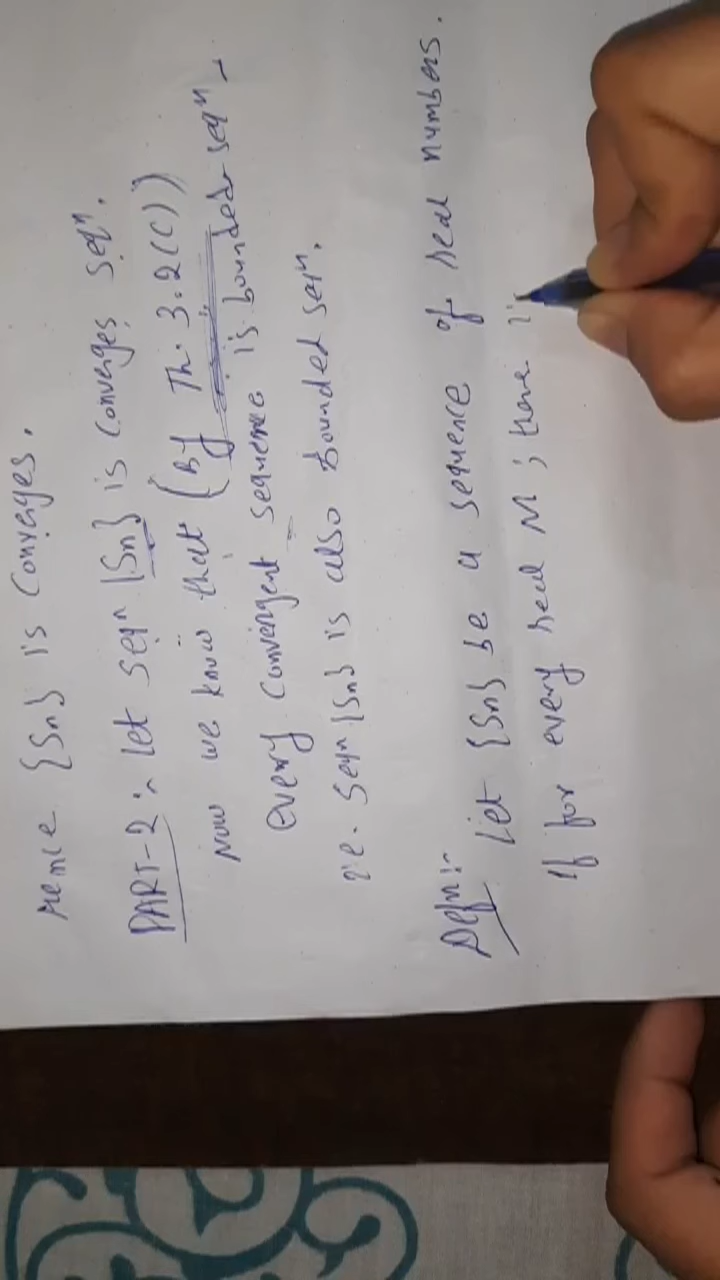 Hence {Sn} is converges.
PART-2 :- Let seqⁿ {Sn} is converges seqⁿ.
Now we know that (By Th. 3.2(C))
every convergent sequence is bounded seqⁿ -
i.e. seqⁿ {Sn} is also bounded seqⁿ.
Defn:- Let {Sn} be a sequence of real numbers.
If for every real M ; there i